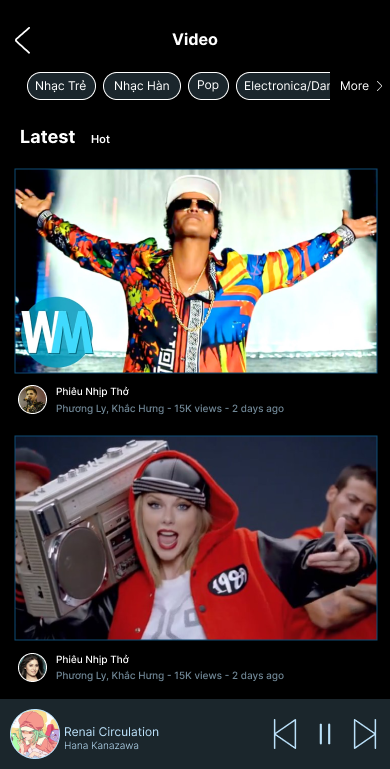 Video
Nhạc Trẻ
Nhạc Hàn
Pop
Electronica/Dan
More
Latest
Hot
WM
Phiêu Nhịp Thở
Phương Ly, Khắc Hưng - 15K views - 2 days ago
1989
Phiêu Nhịp Thở
Phương Ly, Khắc Hưng - 15K views - 2 days ago
Renai Circulation
Hana Kanazawa